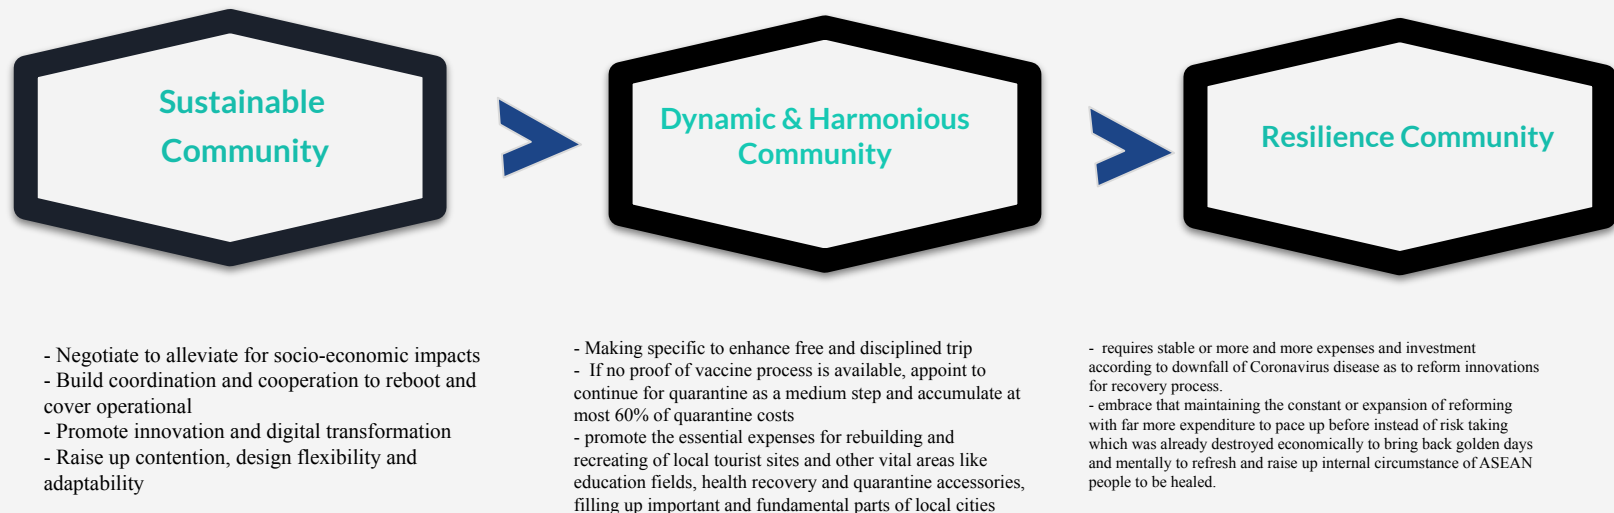 Sustainable
Community
- Negotiate to alleviate for socio-economic impacts
- Build coordination and cooperation to reboot and
cover operational
- Promote innovation and digital transformation
- Raise up contention, design flexibility and
adaptability
Dynamic & Harmonious
Community
- Making specific to enhance free and disciplined trip
- If no proof of vaccine process is available, appoint to
continue for quarantine as a medium step and accumulate at
most 60% of quarantine costs
- promote the essential expenses for rebuilding and
recreating of local tourist sites and other vital areas like
education fields, health recovery and quarantine accessories,
filling up important and fundamental parts of local cities
Resilience Community
- requires stable or more and more expenses and investment
according to downfall of Coronavirus disease as to reform innovations
for recovery process.
- embrace that maintaining the constant or expansion of reforming
with far more expenditure to pace up before instead of risk taking
which was already destroyed economically to bring back golden days
and mentally to refresh and raise up internal circumstance of ASEAN
people to be healed.